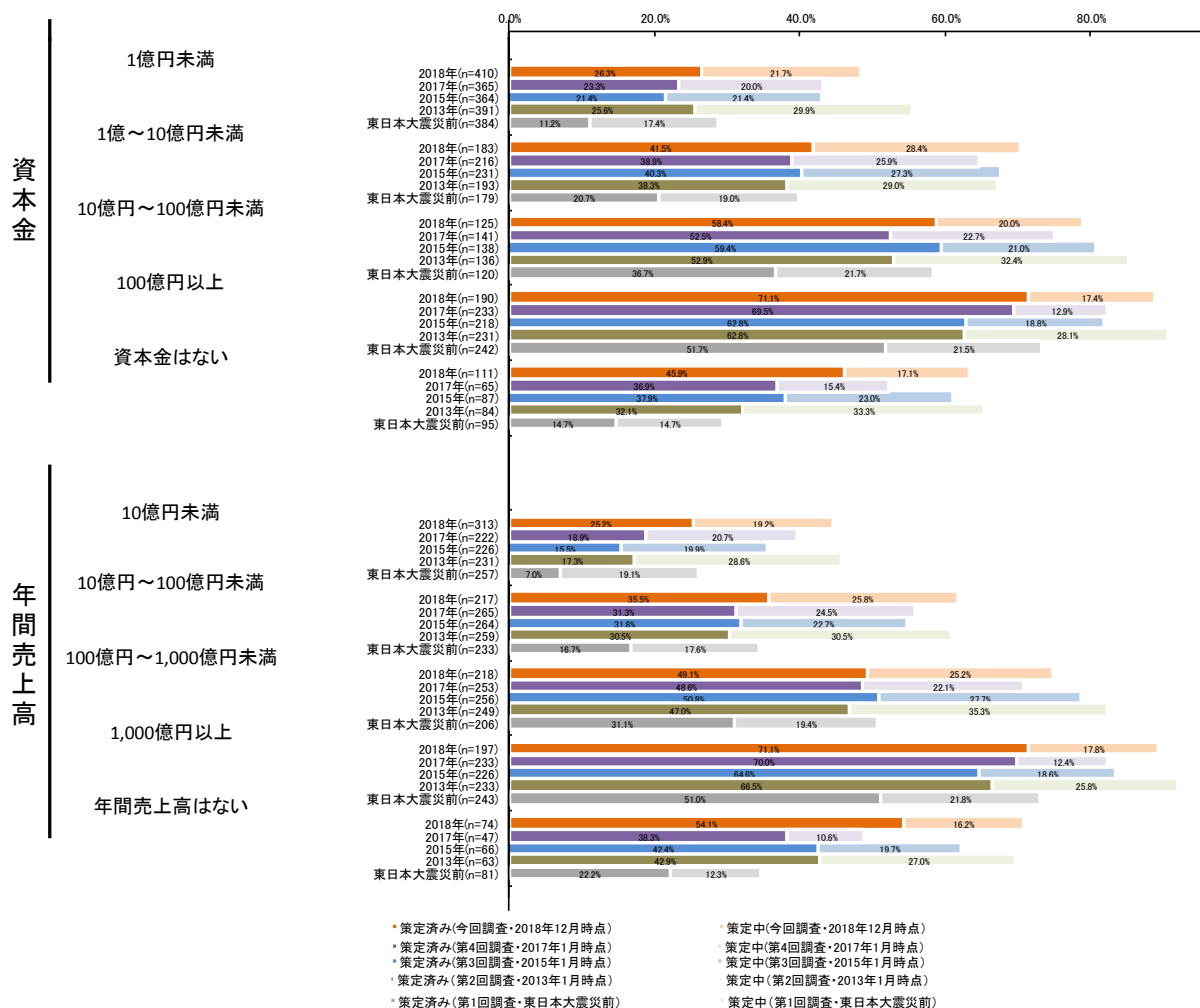 0.0% 20.0% 40.0% 60.0% 80.0%
資本金
1億円未満
2018年(n=410) 26.3% 21.7%
2017年(n=365) 23.3% 20.0%
2015年(n=364) 21.4% 21.4%
2013年(n=391) 25.6% 29.9%
東日本大震災前(n=384) 11.2% 17.4%
1億～10億円未満
2018年(n=183) 41.5% 28.4%
2017年(n=216) 38.9% 25.9%
2015年(n=231) 40.3% 27.3%
2013年(n=193) 38.3% 29.0%
東日本大震災前(n=179) 20.7% 19.0%
10億円～100億円未満
2018年(n=125) 58.4% 20.0%
2017年(n=141) 52.5% 22.7%
2015年(n=138) 59.4% 21.0%
2013年(n=136) 52.9% 32.4%
東日本大震災前(n=120) 36.7% 21.7%
100億円以上
2018年(n=190) 71.1% 17.4%
2017年(n=233) 69.5% 12.9%
2015年(n=218) 62.8% 18.8%
2013年(n=231) 62.8% 28.1%
東日本大震災前(n=242) 51.7% 21.5%
資本金はない
2018年(n=111) 45.9% 17.1%
2017年(n=65) 36.9% 15.4%
2015年(n=87) 37.9% 23.0%
2013年(n=84) 32.1% 33.3%
東日本大震災前(n=95) 14.7% 14.7%
年間売上高
10億円未満
2018年(n=313) 25.2% 19.2%
2017年(n=222) 18.9% 20.7%
2015年(n=226) 15.5% 19.9%
2013年(n=231) 17.3% 28.6%
東日本大震災前(n=257) 7.0% 19.1%
10億円～100億円未満
2018年(n=217) 35.5% 25.8%
2017年(n=265) 31.3% 24.5%
2015年(n=264) 31.8% 22.7%
2013年(n=259) 30.5% 30.5%
東日本大震災前(n=233) 16.7% 17.6%
100億円～1,000億円未満
2018年(n=218) 49.1% 25.2%
2017年(n=253) 48.6% 22.1%
2015年(n=256) 50.8% 27.7%
2013年(n=249) 47.0% 35.3%
東日本大震災前(n=206) 31.1% 19.4%
1,000億円以上
2018年(n=197) 71.1% 17.8%
2017年(n=233) 70.0% 12.4%
2015年(n=226) 64.6% 18.6%
2013年(n=233) 66.5% 25.8%
東日本大震災前(n=243) 51.0% 21.8%
年間売上高はない
2018年(n=74) 54.1% 16.2%
2017年(n=47) 38.3% 10.6%
2015年(n=66) 42.4% 19.7%
2013年(n=63) 42.9% 27.0%
東日本大震災前(n=81) 22.2% 12.3%
策定済み(今回調査・2018年12月時点) 策定中(今回調査・2018年12月時点)
策定済み(第4回調査・2017年1月時点) 策定中(第4回調査・2017年1月時点)
策定済み(第3回調査・2015年1月時点) 策定中(第3回調査・2015年1月時点)
策定済み(第2回調査・2013年1月時点) 策定中(第2回調査・2013年1月時点)
策定済み(第1回調査・東日本大震災前) 策定中(第1回調査・東日本大震災前)